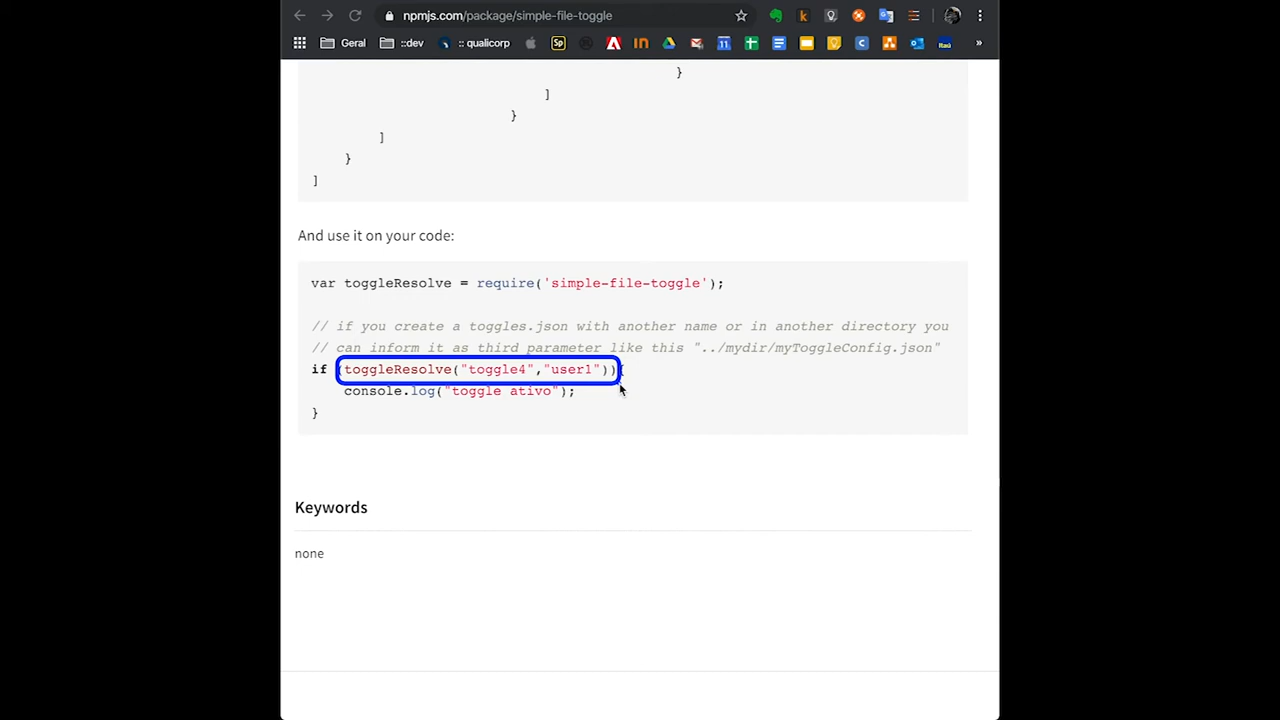 npmjs.com/package/simple-file-toggle
Geral
::dev
:: qualicorp
}
]
}
]
}
]
And use it on your code:
var toggleResolve = require('simple-file-toggle');
// if you create a toggles.json with another name or in another directory you
// can inform it as third parameter like this "../mydir/myToggleConfig.json"
if (toggleResolve("toggle4","user1")){
console.log("toggle ativo");
}
Keywords
none